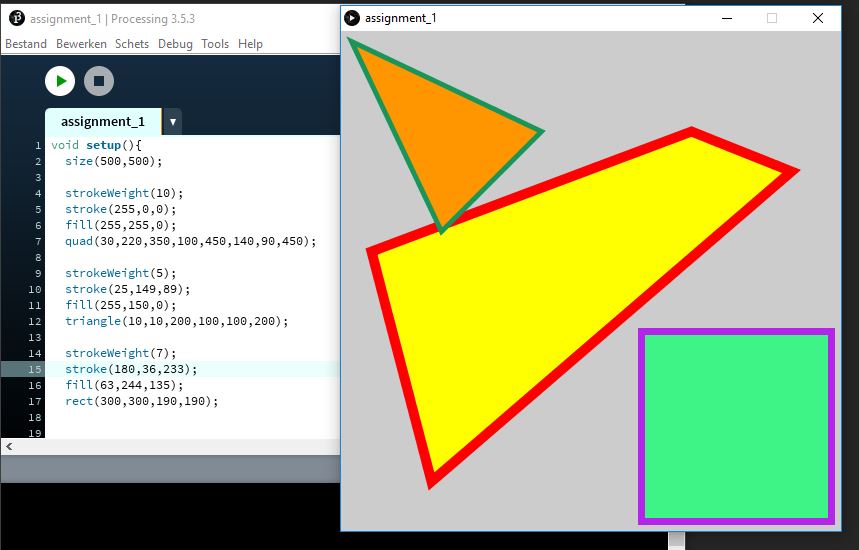 assignment_1 | Processing 3.5.3
Bestand Bewerken Schets Debug Tools Help
assignment_1 ▼
1 void setup(){
2 size(500,500);
3
4 strokeWeight(10);
5 stroke(255,0,0);
6 fill(255,255,0);
7 quad(30,220,350,100,450,140,90,450);
8
9 strokeWeight(5);
10 stroke(25,149,89);
11 fill(255,150,0);
12 triangle(10,10,200,100,100,200);
13
14 strokeWeight(7);
15 stroke(180,36,233);
16 fill(63,244,135);
17 rect(300,300,190,190);
18
19
assignment_1